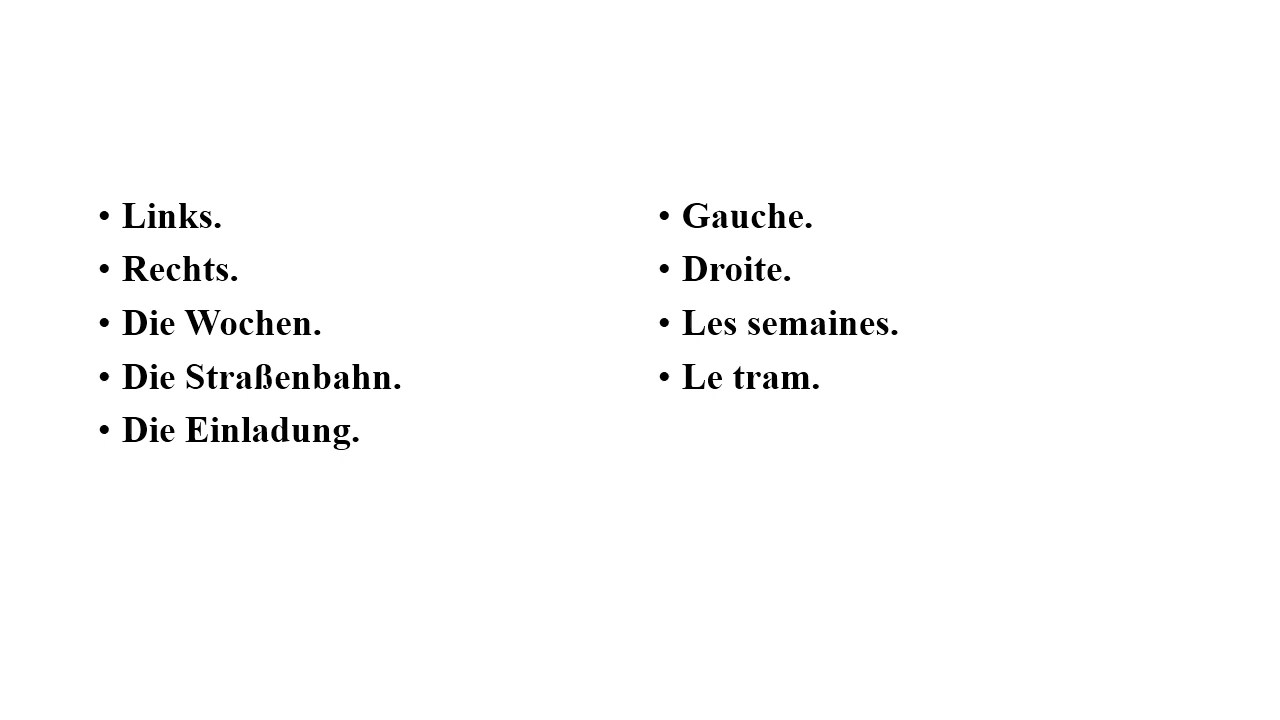 • Links.
• Rechts.
• Die Wochen.
• Die Straßenbahn.
• Die Einladung.
• Gauche.
• Droite.
• Les semaines.
• Le tram.